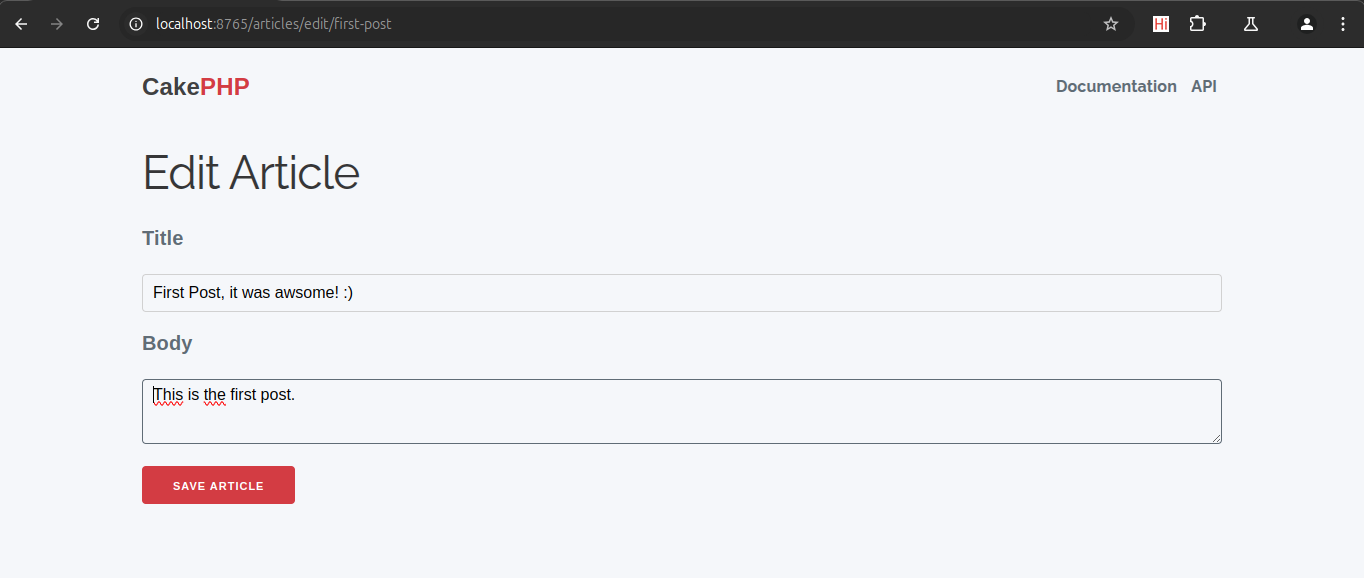 localhost:8765/articles/edit/first-post
Hi
CakePHP
Documentation API
Edit Article
Title
First Post, it was awsome! :)
Body
This is the first post.
SAVE ARTICLE